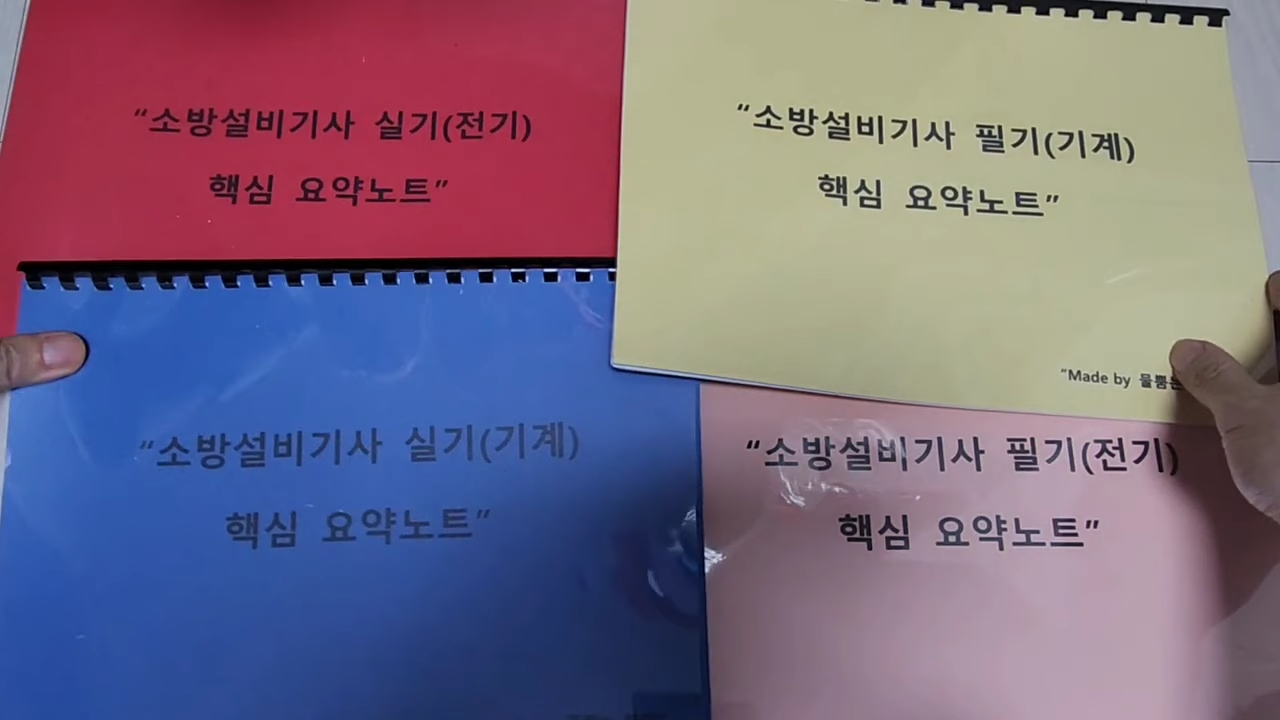 “소방설비기사 실기(전기)
핵심 요약노트”
“소방설비기사 필기(기계)
핵심 요약노트”
“Made by
“소방설비기사 실기(기계)
핵심 요약노트”
“소방설비기사 필기(전기)
핵심 요약노트”